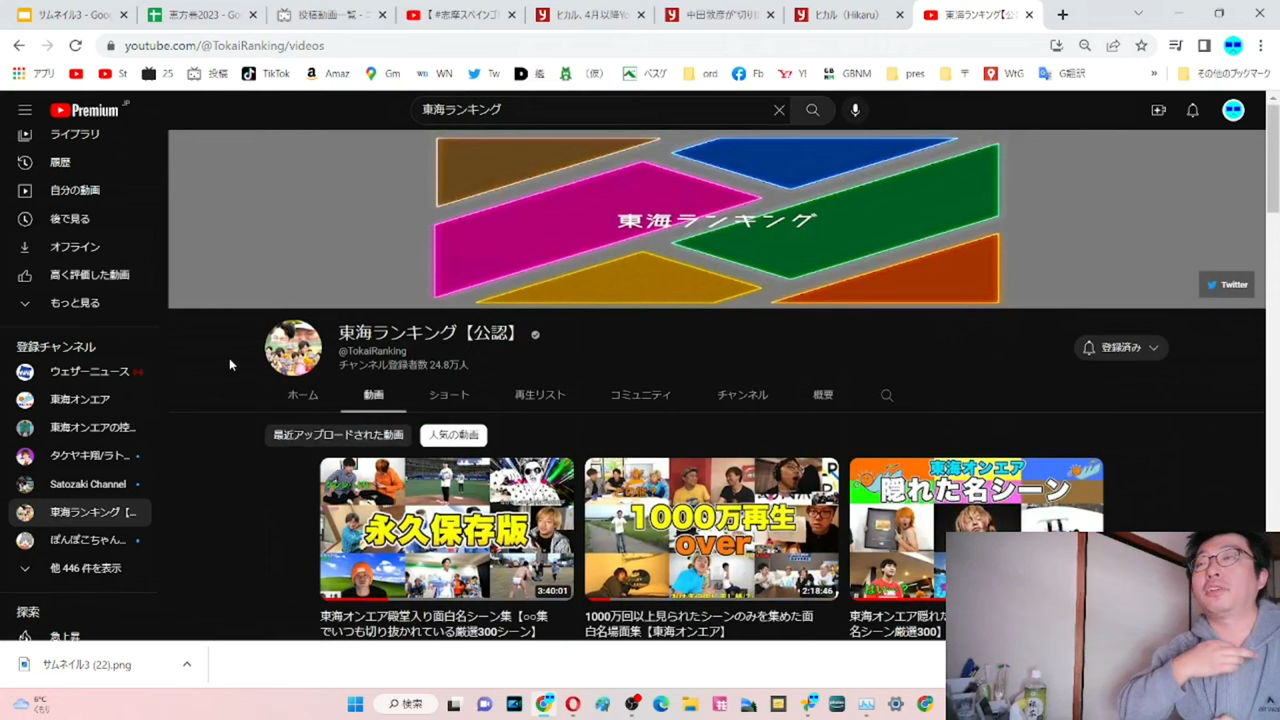 サムネイル3 - Goo
恵方巻2023 - Go
投稿動画一覧 - ニ
【 #志摩スペインコ
ヒカル、4月以降Yo
中田敦彦が"切り
ヒカル（Hikaru）
東海ランキング【公
youtube.com/@TokaiRanking/videos
アプリ
St
25
投稿
TikTok
Amaz
Gm
WN
Tw
艦
（仮）
ベスゲ
ord
Fb
Y!
GBNM
pres
〒
WtG
G翻訳
»
その他のブックマーク
Premium JP
東海ランキング
ライブラリ
履歴
自分の動画
後で見る
オフライン
高く評価した動画
もっと見る
登録チャンネル
ウェザーニュース
東海オンエア
東海オンエアの控...
タケヤキ翔/ラト...
Satozaki Channel
東海ランキング【...
ぽんぽこちゃん...
他 446 件を表示
探索
急上昇
東海ランキング
Twitter
東海ランキング【公認】
@TokaiRanking
チャンネル登録者数 24.8万人
登録済み
ホーム
動画
ショート
再生リスト
コミュニティ
チャンネル
概要
最近アップロードされた動画
人気の動画
永久保存版
3:40:01
1000万再生
over
2:18:46
東海オンエア
隠れた名シーン
東海オンエア殿堂入り面白名シーン集【○○集
でいつも切り抜かれている厳選300シーン】
1000万回以上見られたシーンのみを集めた面
白名場面集【東海オンエア】
東海オンエア隠れた
名シーン厳選300】
サムネイル3 (22).png
6°C
くもり
検索